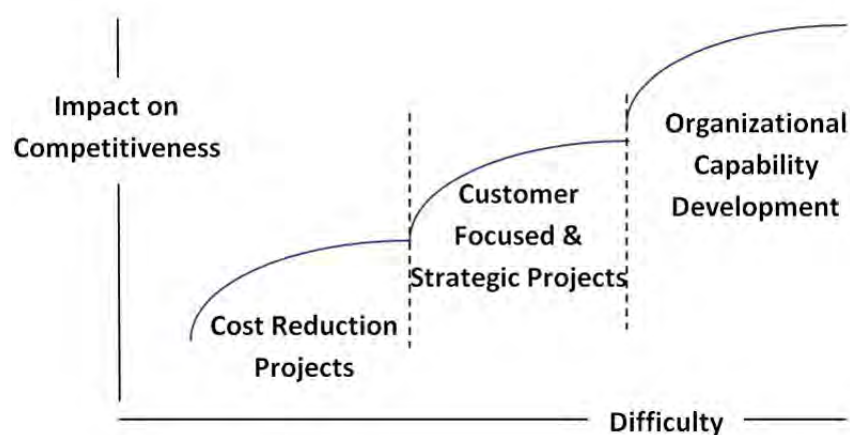 Impact on
Competitiveness
Organizational
Capability
Development
Customer
Focused &
Strategic Projects
Cost Reduction
Projects
Difficulty